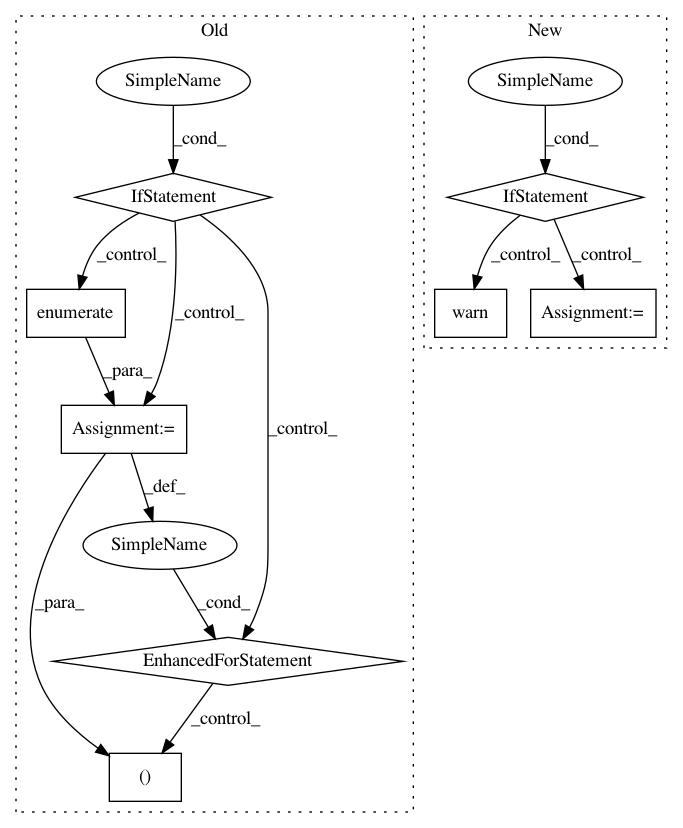 Old
New
SimpleName
SimpleName
_cond_
_cond_
IfStatement
IfStatement
_control_
_control_
_control_
_control_
enumerate
_control_
warn
Assignment:=
_para_
_control_
Assignment:=
_def_
SimpleName
_para_
_cond_
EnhancedForStatement
_control_
()